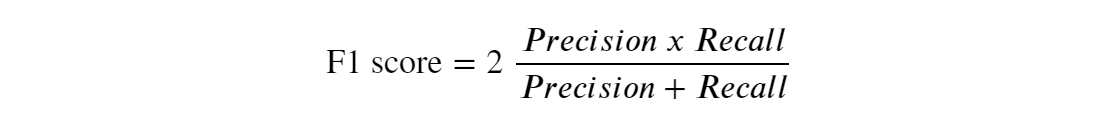 F1 score = 2 Precision x Recall
Precision + Recall